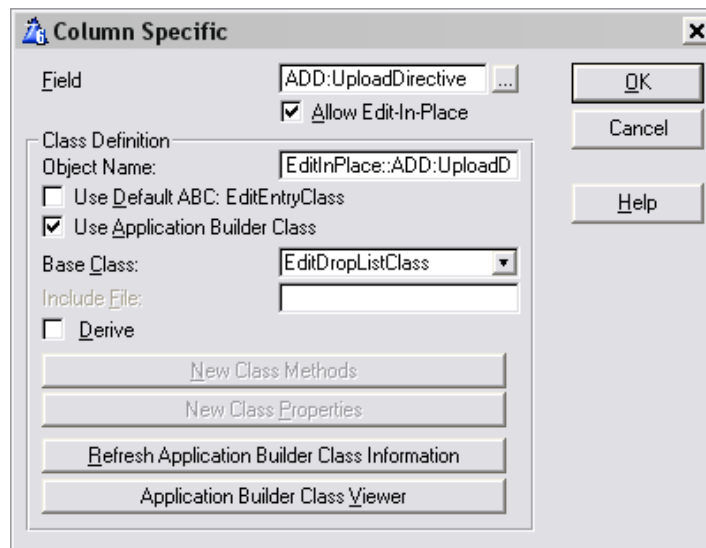 Column Specific
Field ADD:UploadDirective ... OK
Allow Edit-In-Place
Cancel
Class Definition
Object Name: EditInPlace::ADD:UploadD
Use Default ABC: EditEntryClass
Help
Use Application Builder Class
Base Class: EditDropListClass
Include File:
Derive
New Class Methods
New Class Properties
Refresh Application Builder Class Information
Application Builder Class Viewer